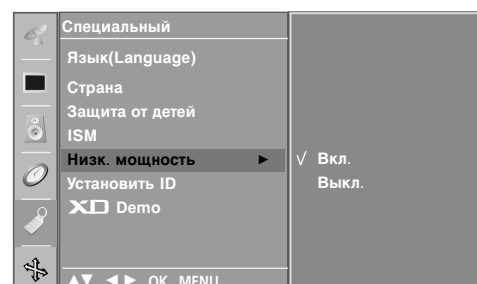 Специальный
Язык(Language)
Страна
Защита от детей
ISM
Низк. мощность ►
√ Вкл.
Выкл.
Установить ID
XD Demo
▲▼ ◄► OK MENU